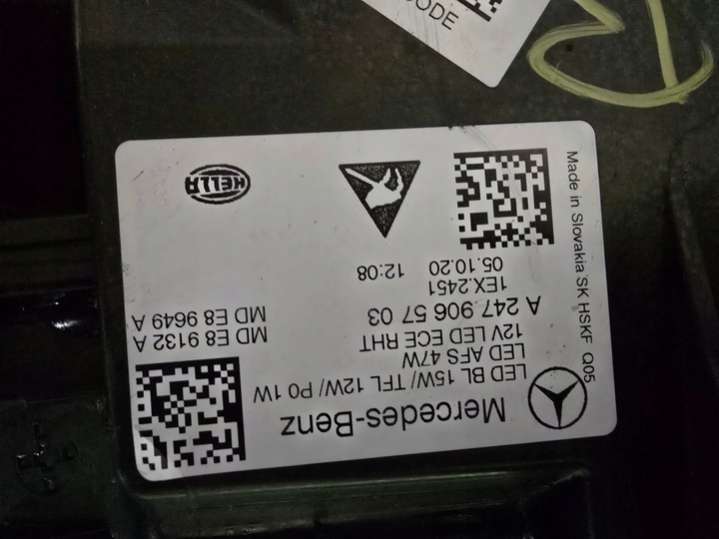 Mercedes-Benz
LED BL 15W/ TFL 12W/ PO 1W
LED AFS 47W
12V LED ECE RHT
A 247 906 57 03
1EX.2451
05.10.20 12:08
MD E8 9132 A
MD E8 9649 A
HELLA
Made in Slovakia SK HSKF Q05
CODE